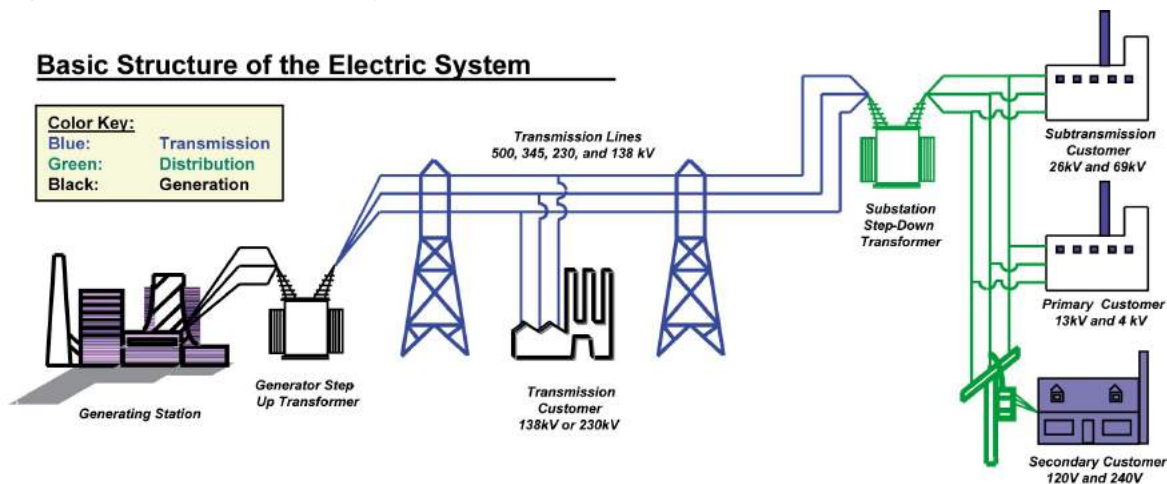 Basic Structure of the Electric System
Color Key:
Blue: Transmission
Green: Distribution
Black: Generation
Transmission Lines
500, 345, 230, and 138 kV
Generating Station
Generator Step
Up Transformer
Transmission
Customer
138kV or 230kV
Substation
Step-Down
Transformer
Subtransmission
Customer
26kV and 69kV
Primary Customer
13kV and 4 kV
Secondary Customer
120V and 240V